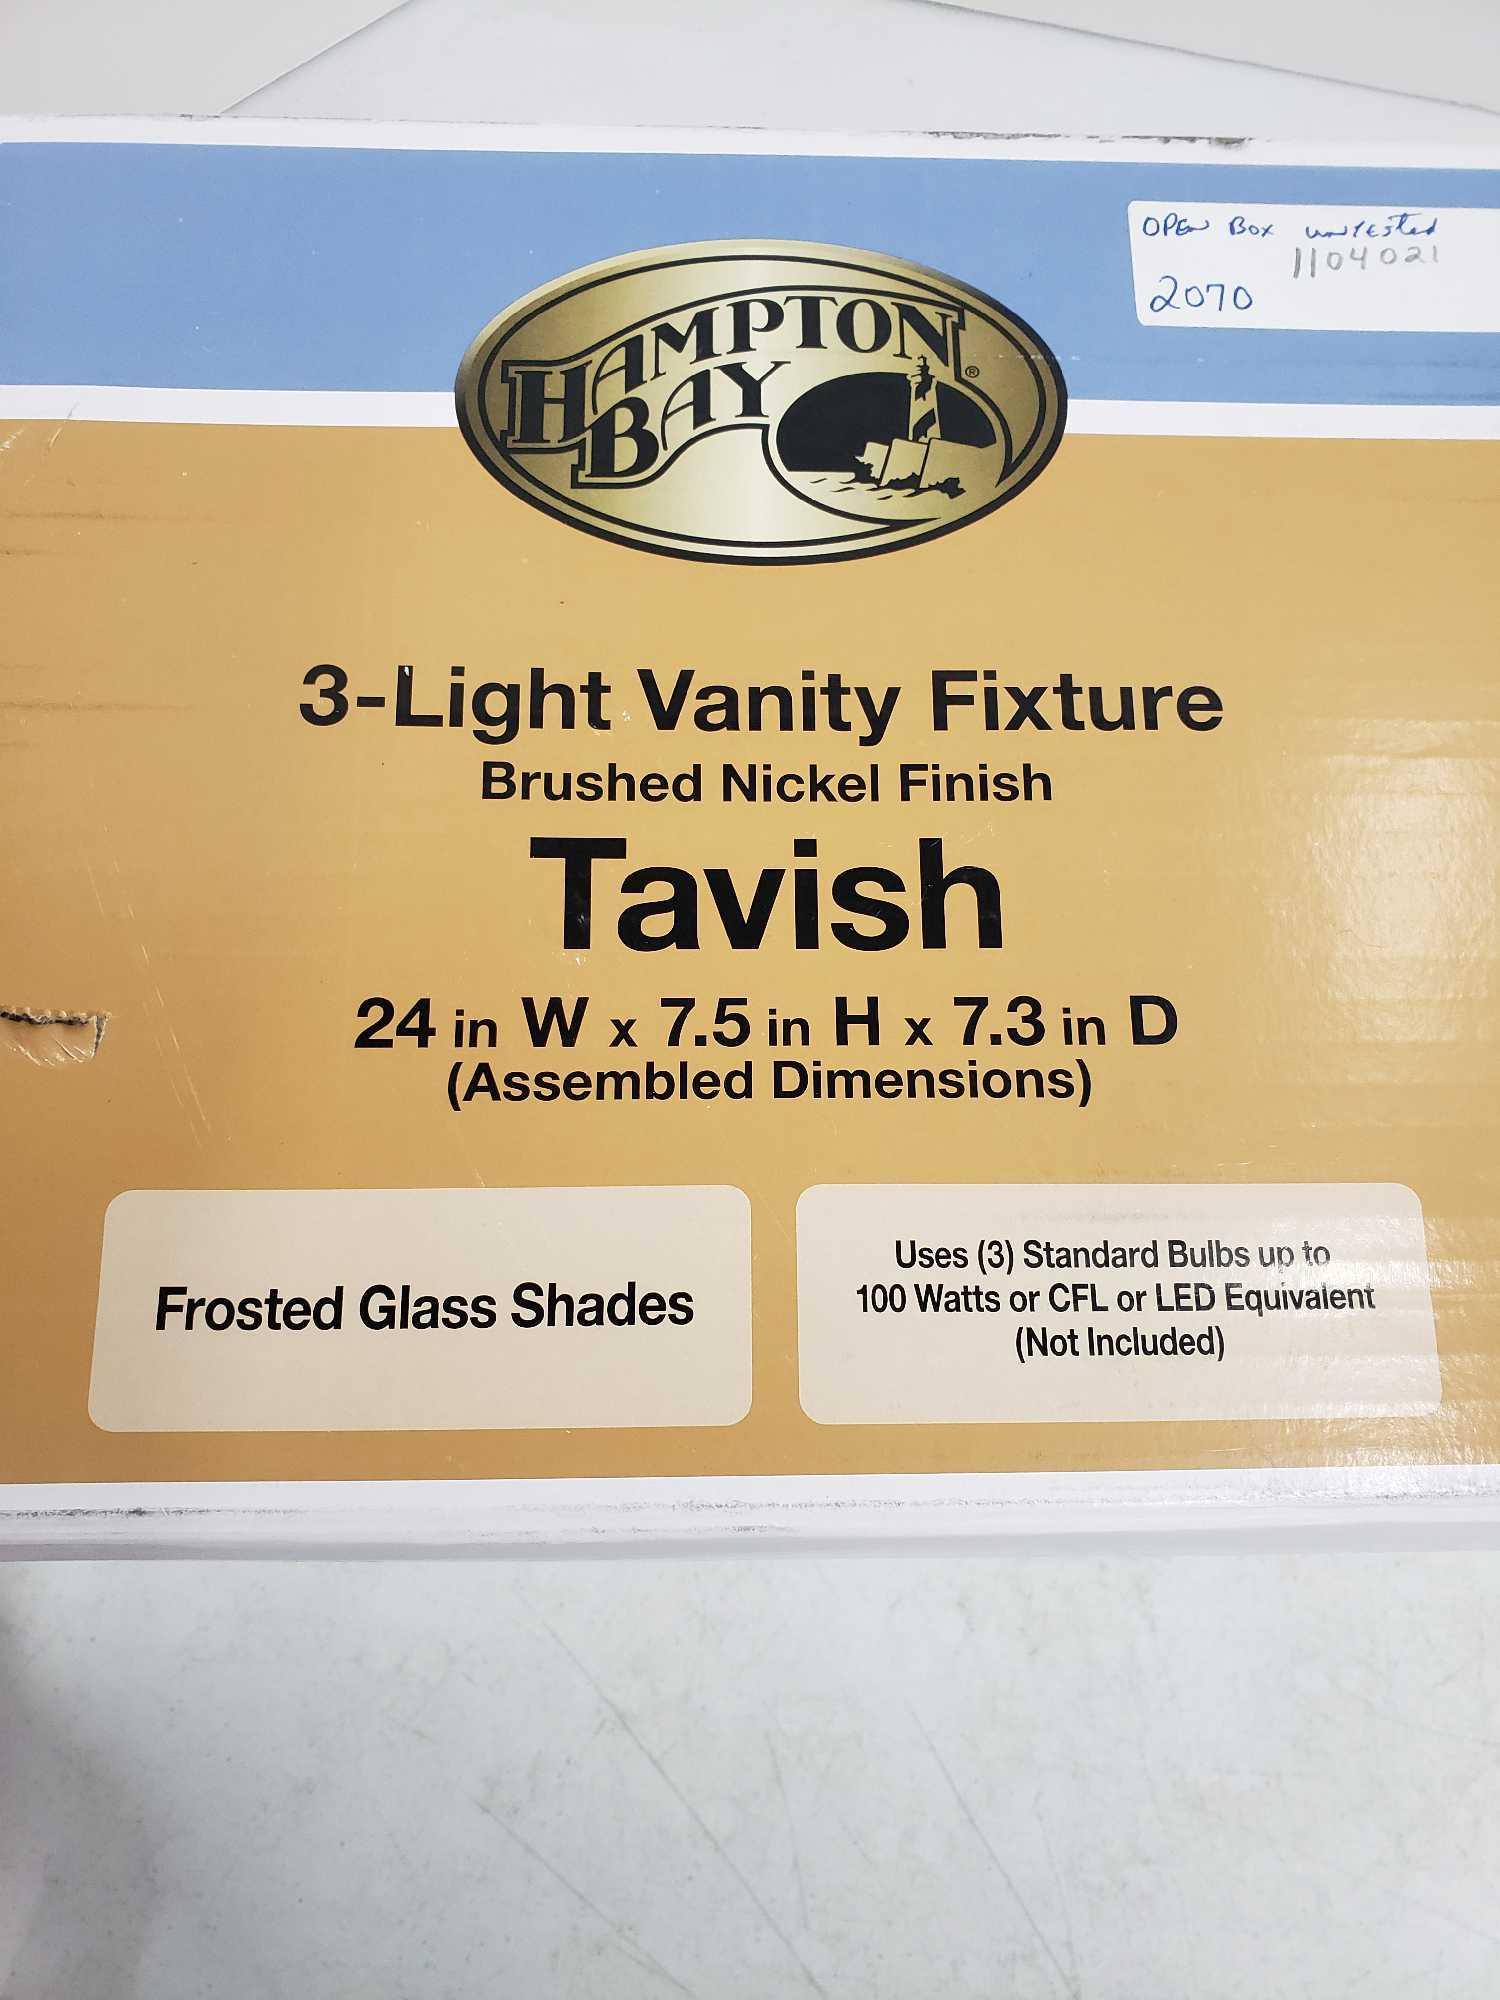 OPEN BOX untested
1104021
2070
HAMPTON
BAY
®
3-Light Vanity Fixture
Brushed Nickel Finish
Tavish
24 in W x 7.5 in H x 7.3 in D
(Assembled Dimensions)
Frosted Glass Shades
Uses (3) Standard Bulbs up to
100 Watts or CFL or LED Equivalent
(Not Included)